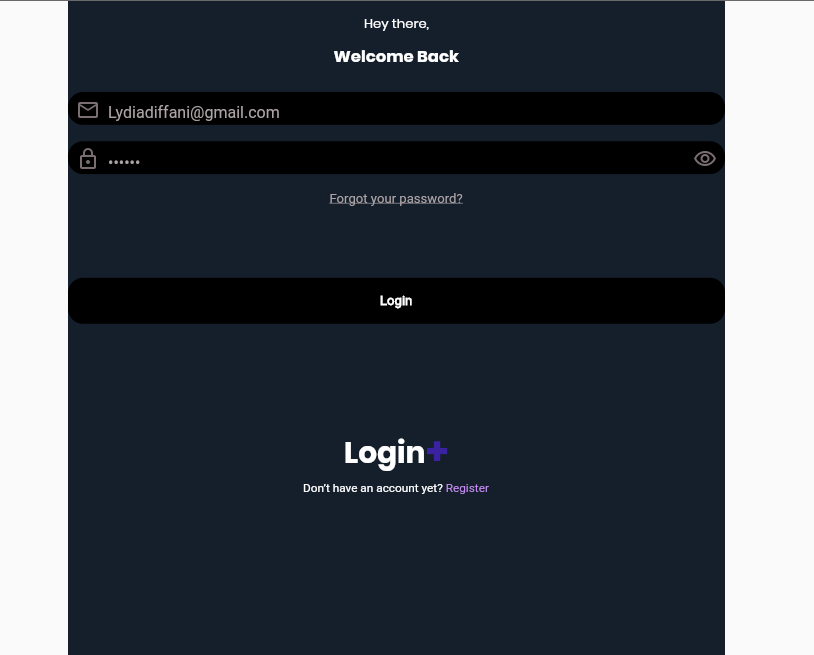 Hey there,
Welcome Back
Lydiadiffani@gmail.com
••••••
Forgot your password?
Login
Login+
Don't have an account yet? Register